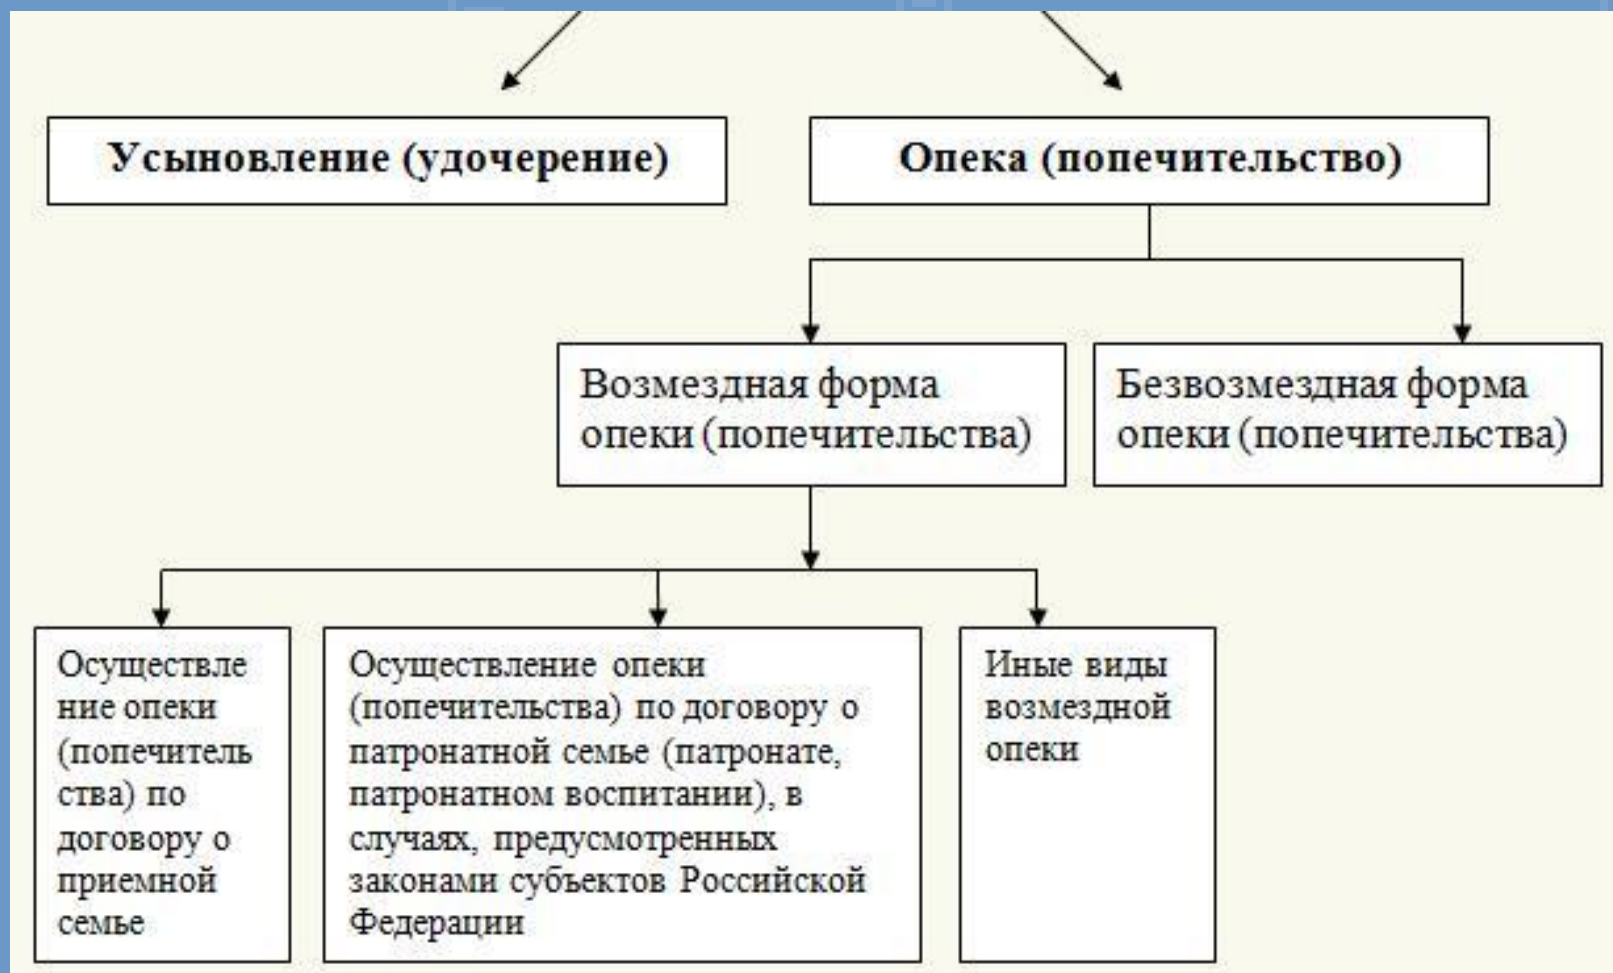 Усыновление (удочерение)
Опека (попечительство)
Возмездная форма
опеки (попечительства)
Безвозмездная форма
опеки (попечительства)
Осуществле
ние опеки
(попечитель
ства) по
договору о
приемной
семье
Осуществление опеки
(попечительства) по договору о
патронатной семье (патронате,
патронатном воспитании), в
случаях, предусмотренных
законами субъектов Российской
Федерации
Иные виды
возмездной
опеки